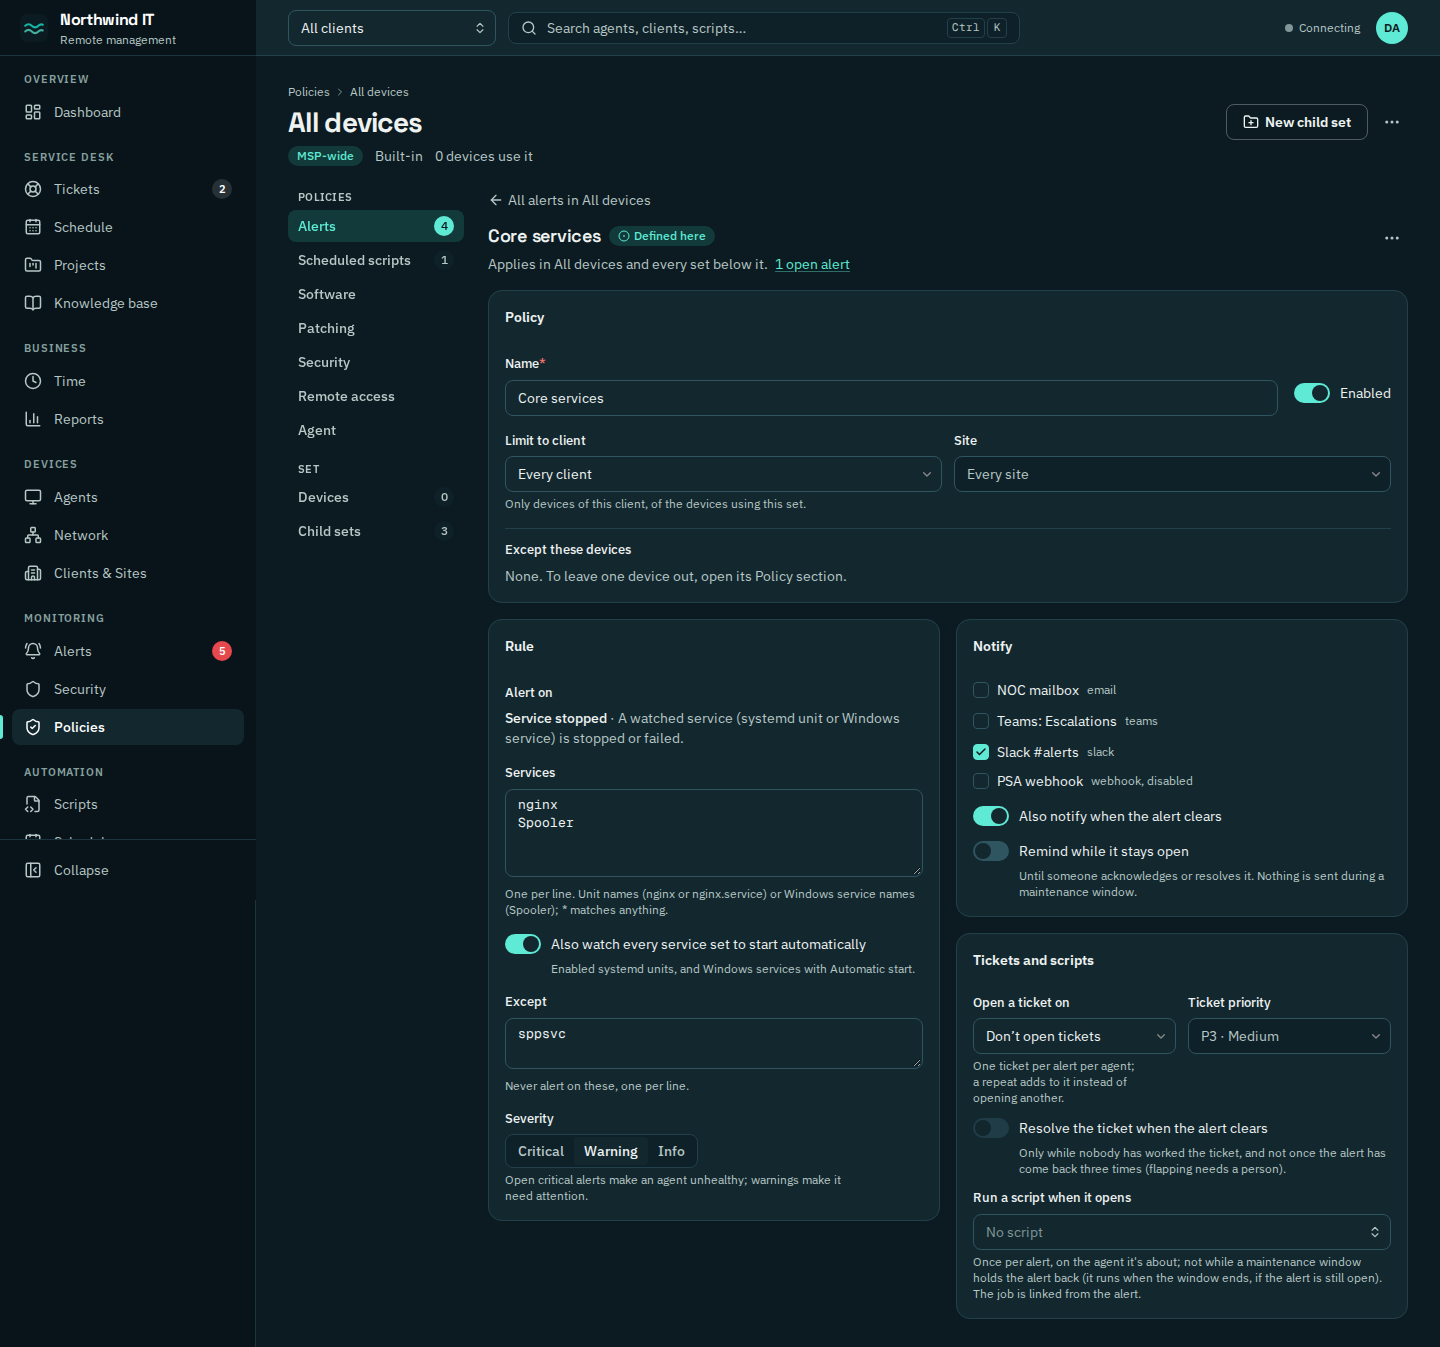 Northwind IT
Remote management
All clients
Search agents, clients, scripts...
Ctrl K
Connecting
DA
OVERVIEW
Dashboard
SERVICE DESK
Tickets 2
Schedule
Projects
Knowledge base
BUSINESS
Time
Reports
DEVICES
Agents
Network
Clients & Sites
MONITORING
Alerts 5
Security
Policies
AUTOMATION
Scripts
Collapse
Policies > All devices
All devices
MSP-wide Built-in 0 devices use it
New child set
POLICIES
Alerts 4
Scheduled scripts 1
Software
Patching
Security
Remote access
Agent
SET
Devices 0
Child sets 3
← All alerts in All devices
Core services Defined here
Applies in All devices and every set below it. 1 open alert
Policy
Name*
Core services
Enabled
Limit to client
Every client
Only devices of this client, of the devices using this set.
Site
Every site
Except these devices
None. To leave one device out, open its Policy section.
Rule
Alert on
Service stopped · A watched service (systemd unit or Windows
service) is stopped or failed.
Services
nginx
Spooler
One per line. Unit names (nginx or nginx.service) or Windows service names
(Spooler); * matches anything.
Also watch every service set to start automatically
Enabled systemd units, and Windows services with Automatic start.
Except
sppsvc
Never alert on these, one per line.
Severity
Critical Warning Info
Open critical alerts make an agent unhealthy; warnings make it
need attention.
Notify
NOC mailbox email
Teams: Escalations teams
Slack #alerts slack
PSA webhook webhook, disabled
Also notify when the alert clears
Remind while it stays open
Until someone acknowledges or resolves it. Nothing is sent during a
maintenance window.
Tickets and scripts
Open a ticket on
Don't open tickets
One ticket per alert per agent;
a repeat adds to it instead of
opening another.
Ticket priority
P3 · Medium
Resolve the ticket when the alert clears
Only while nobody has worked the ticket, and not once the alert has
come back three times (flapping needs a person).
Run a script when it opens
No script
Once per alert, on the agent it's about; not while a maintenance window
holds the alert back (it runs when the window ends, if the alert is still open).
The job is linked from the alert.